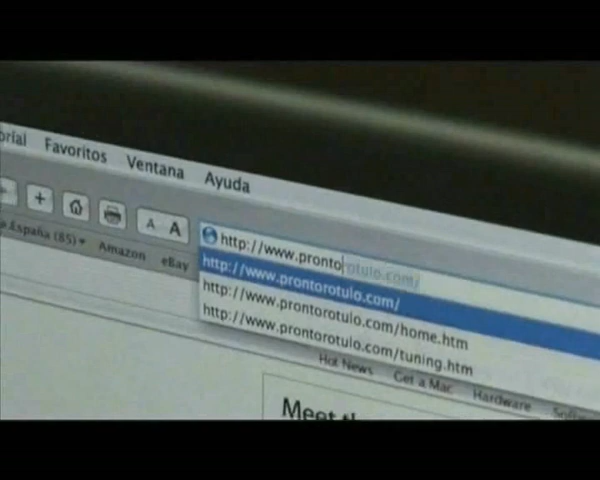 orial Favoritos Ventana Ayuda
A A
http://www.prontorotulo.com/
España (85) Amazon eBay
http://www.prontorotulo.com/
http://www.prontorotulo.com/home.htm
http://www.prontorotulo.com/tuning.htm
Hot News Get a Mac Hardware
Meet